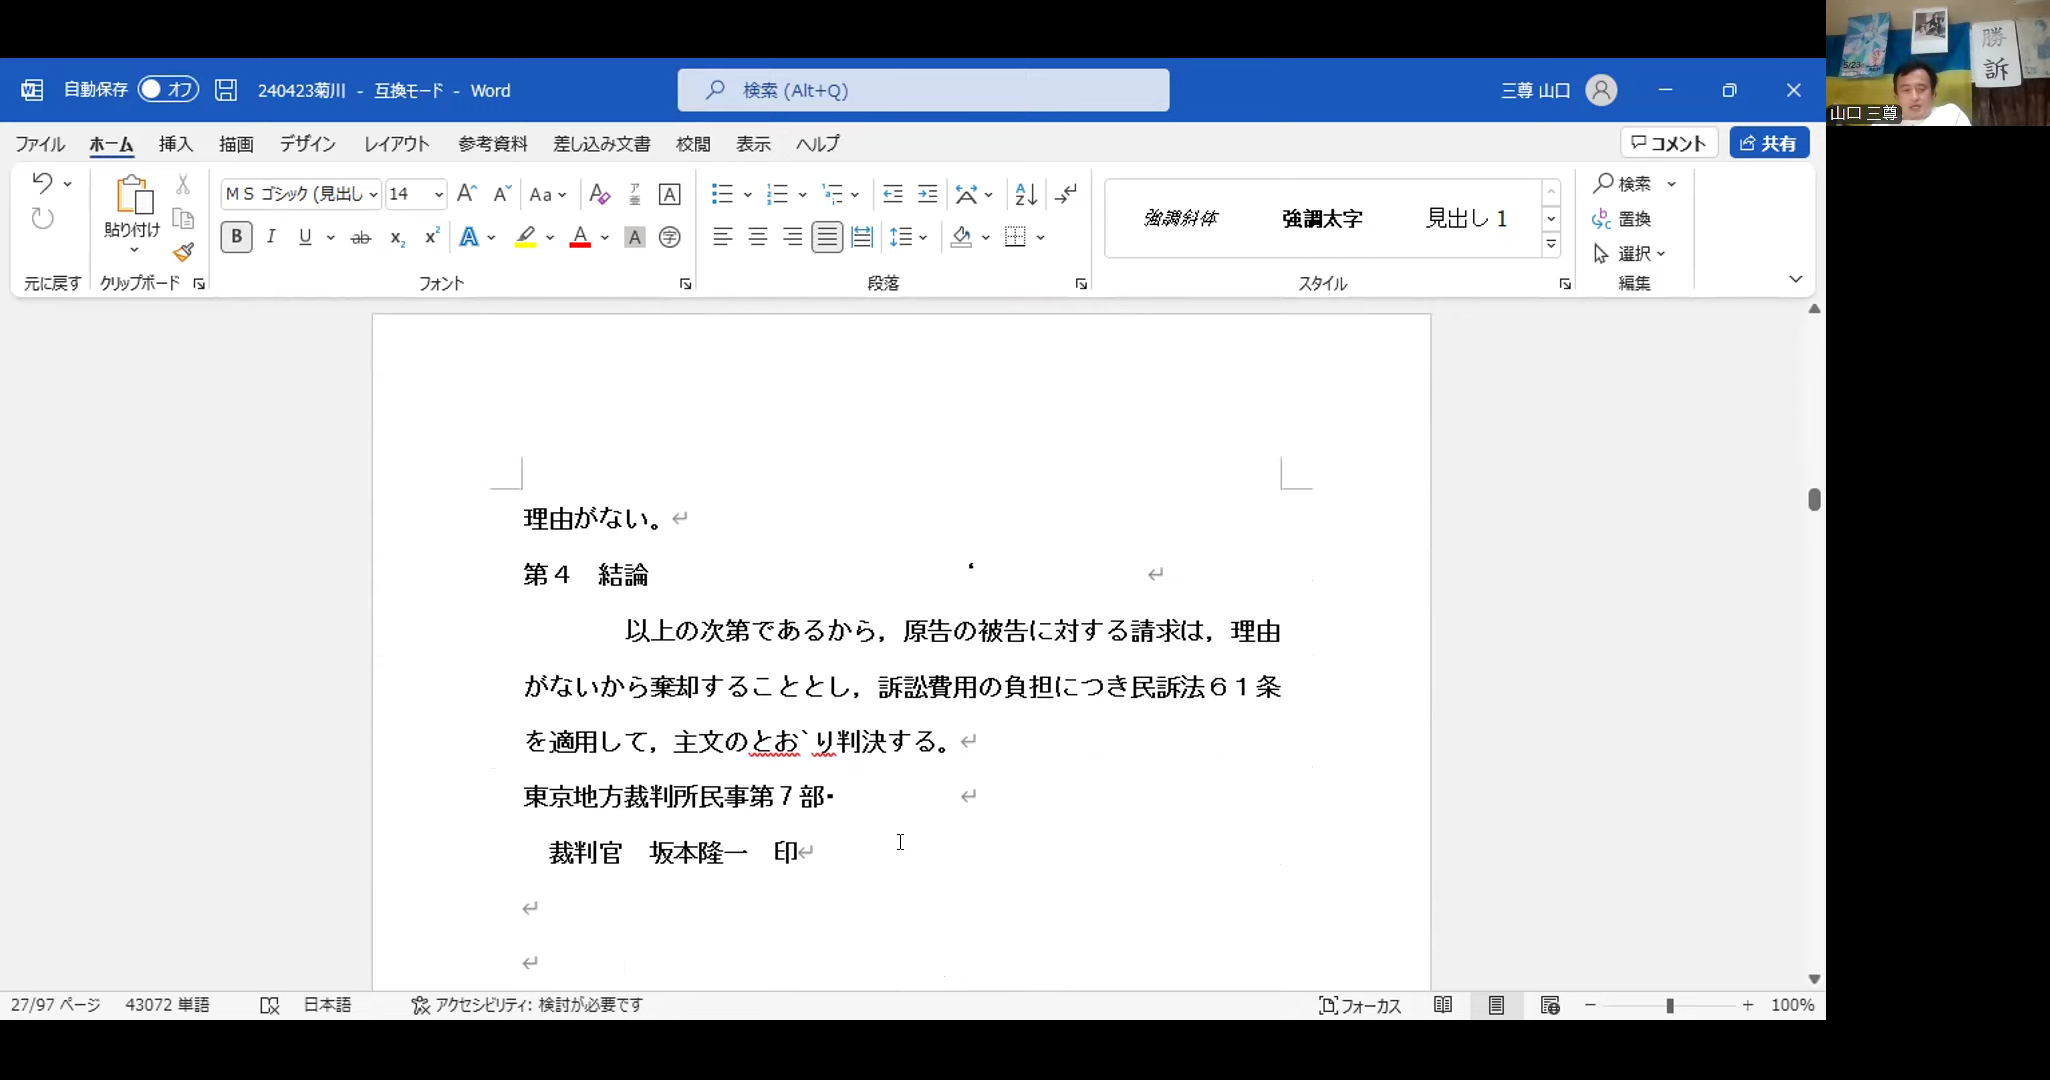 自動保存 オフ 240423菊川 - 互換モード - Word 検索 (Alt+Q) 三尊 山口
ファイル ホーム 挿入 描画 デザイン レイアウト 参考資料 差し込み文書 校閲 表示 ヘルプ コメント 共有
貼り付け
ＭＳ ゴシック (見出し 14 Aa
強調斜体 強調太字 見出し 1
検索
置換
選択
元に戻す クリップボード フォント 段落 スタイル 編集
理由がない。
第４　結論 ‘
以上の次第であるから，原告の被告に対する請求は，理由
がないから棄却することとし，訴訟費用の負担につき民訴法６１条
を適用して，主文のとお`り判決する。
東京地方裁判所民事第７部･
裁判官　坂本隆一　印
27/97 ページ 43072 単語 日本語 アクセシビリティ: 検討が必要です フォーカス 100%
勝
訴
5/23
山口 三尊